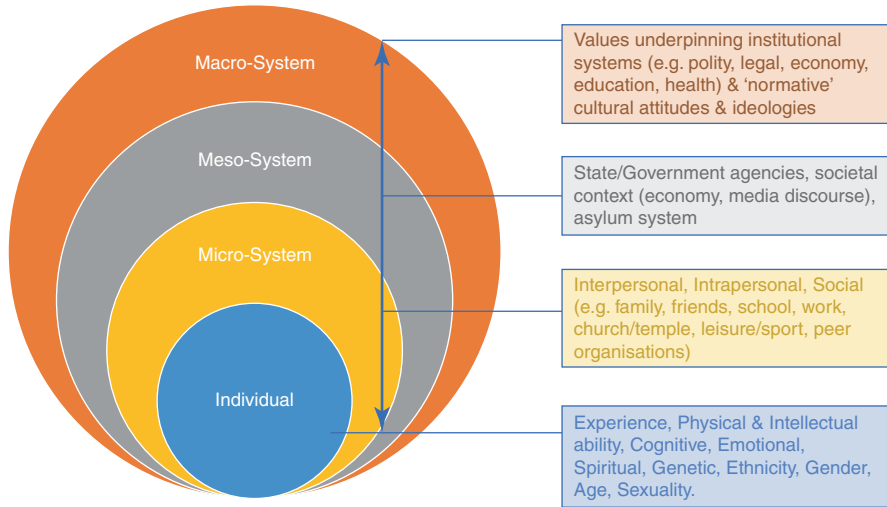 Macro-System
Meso-System
Micro-System
Individual
Values underpinning institutional
systems (e.g. polity, legal, economy,
education, health) & ‘normative’
cultural attitudes & ideologies
State/Government agencies, societal
context (economy, media discourse),
asylum system
Interpersonal, Intrapersonal, Social
(e.g. family, friends, school, work,
church/temple, leisure/sport, peer
organisations)
Experience, Physical & Intellectual
ability, Cognitive, Emotional,
Spiritual, Genetic, Ethnicity, Gender,
Age, Sexuality.